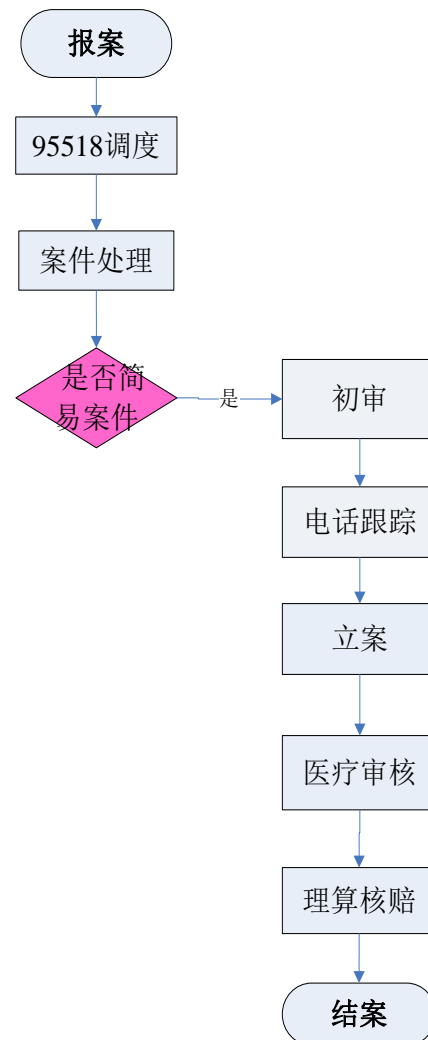 报案
95518调度
案件处理
是否简
易案件
是
初审
电话跟踪
立案
医疗审核
理算核赔
结案